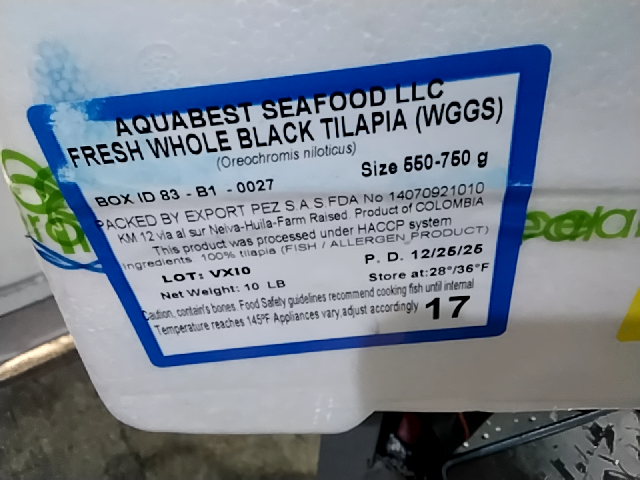 AQUABEST SEAFOOD LLC
FRESH WHOLE BLACK TILAPIA (WGGS)
(Oreochromis niloticus)
Size 550-750 g
BOX ID 83 - B1 - 0027
PACKED BY EXPORT PEZ S.A.S FDA No 14070921010
KM 12 via al sur Neiva-Huila-Farm Raised Product of COLOMBIA
This product was processed under HACCP system
Ingredients 100% tilapia (FISH / ALLERGEN PRODUCT)
LOT: VXI0
P. D. 12/25/25
Net Weight: 10 LB
Store at:28°/36°F
Caution, contain's bones. Food Safety guidelines recommend cooking fish until internal
Temperature reaches 145ºF Appliances vary,adjust accordingly 17